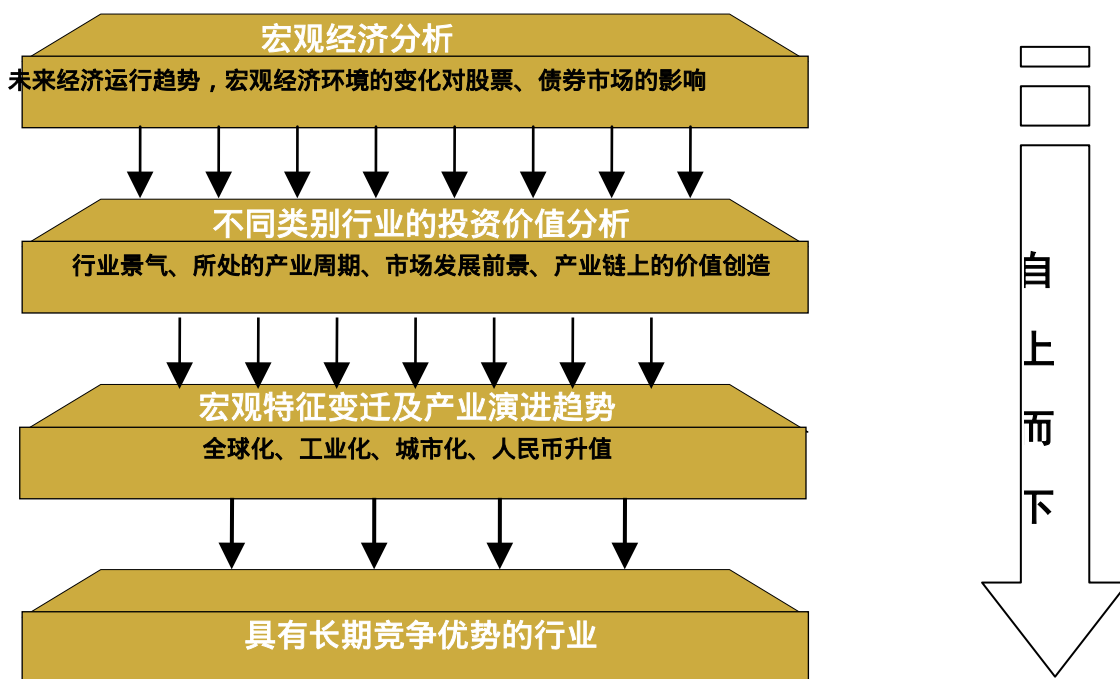 宏观经济分析
未来经济运行趋势，宏观经济环境的变化对股票、债券市场的影响
不同类别行业的投资价值分析
行业景气、所处的产业周期、市场发展前景、产业链上的价值创造
宏观特征变迁及产业演进趋势
全球化、工业化、城市化、人民币升值
具有长期竞争优势的行业
自
上
而
下